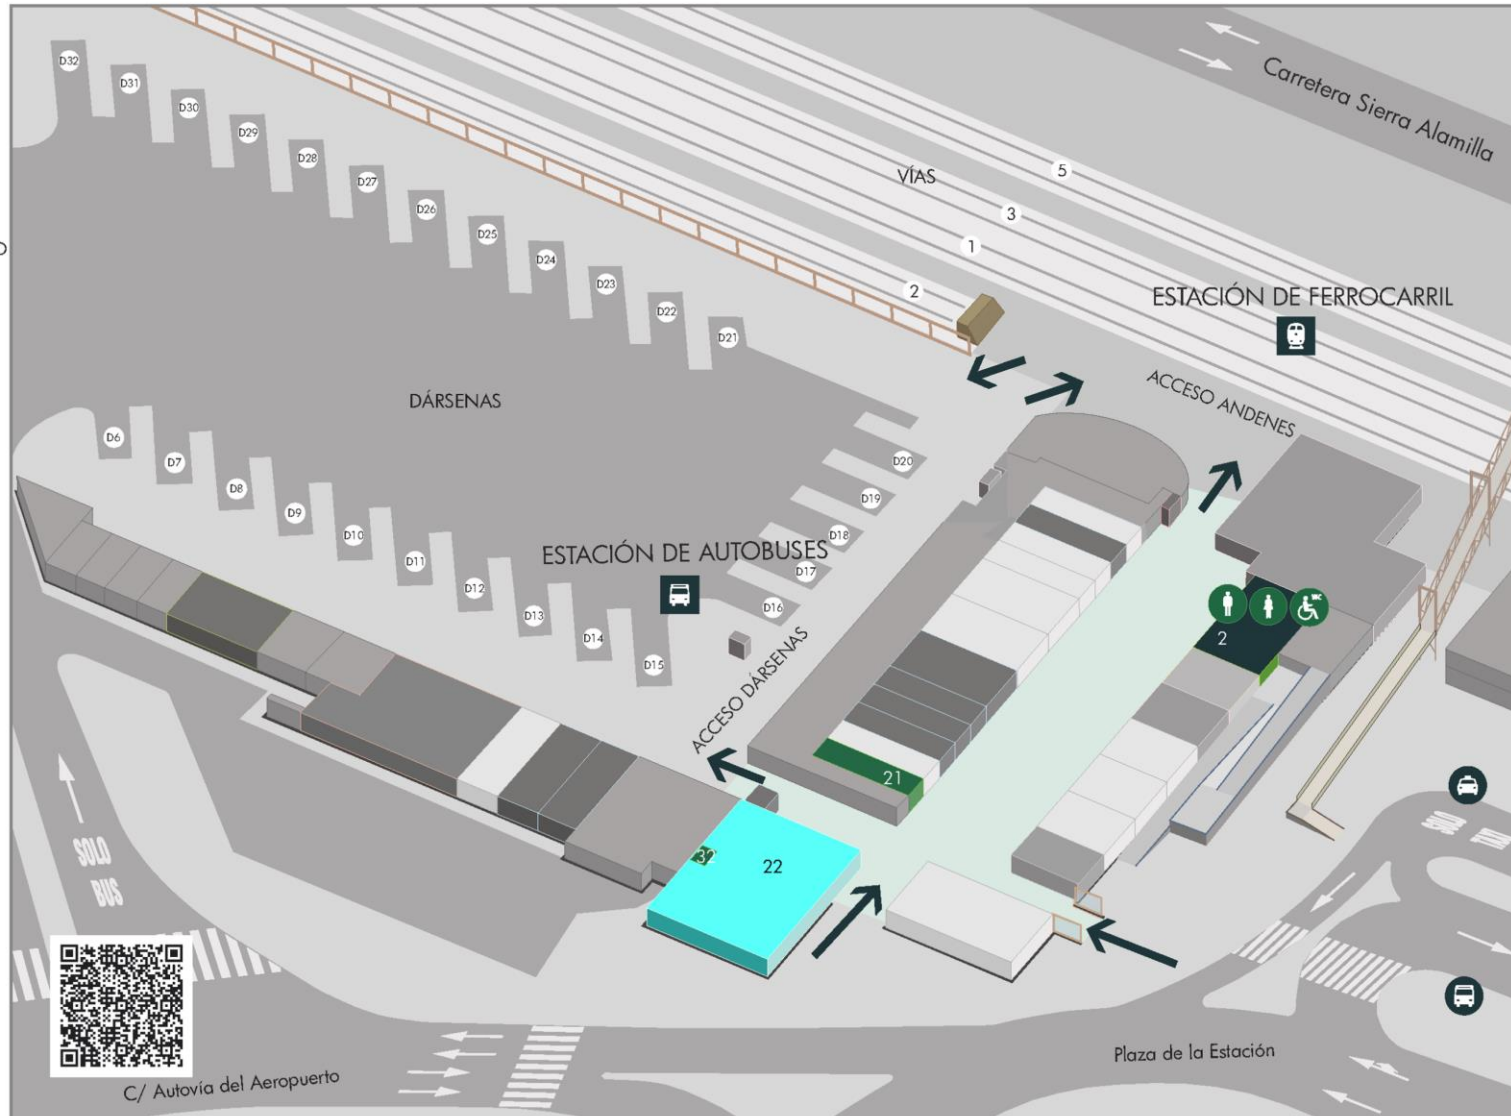 Carretera Sierra Alamilla
D32
D31
D30
D29
D28
D27
D26
D25
D24
D23
D22
D21
VÍAS
5
3
1
2
ESTACIÓN DE FERROCARRIL
ACCESO ANDENES
DÁRSENAS
D6
D7
D8
D9
D10
D11
D12
D13
D14
D15
D20
D19
D18
D17
D16
ESTACIÓN DE AUTOBUSES
ACCESO DÁRSENAS
WC
2
21
32
22
SOLO
BUS
SOLO
TAXI
C/ Autovía del Aeropuerto
Plaza de la Estación